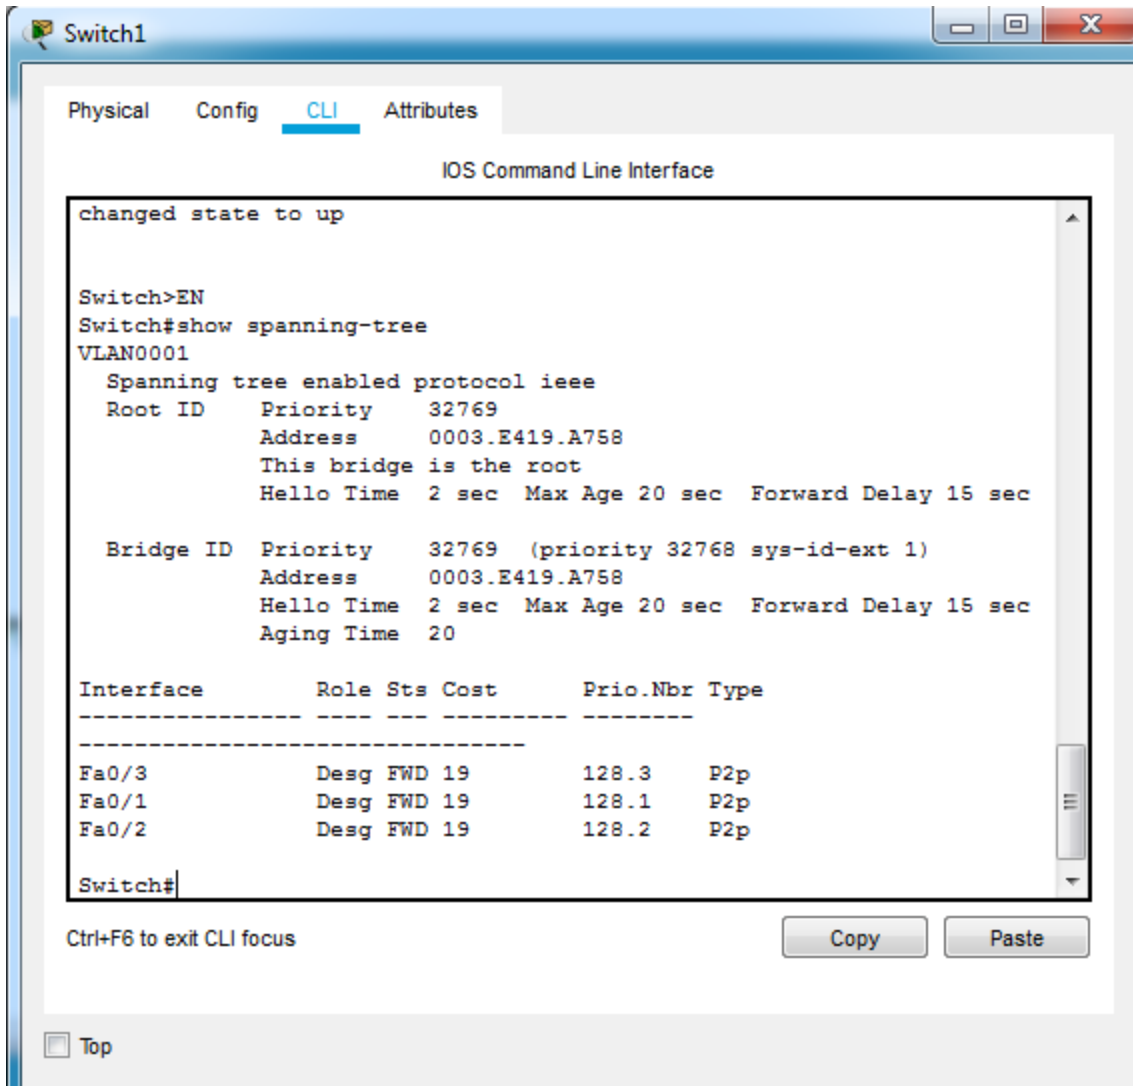 Switch1
Physical Config CLI Attributes
IOS Command Line Interface
changed state to up
Switch>EN
Switch#show spanning-tree
VLAN0001
  Spanning tree enabled protocol ieee
  Root ID    Priority    32769
             Address     0003.E419.A758
             This bridge is the root
             Hello Time  2 sec  Max Age 20 sec  Forward Delay 15 sec
  Bridge ID  Priority    32769  (priority 32768 sys-id-ext 1)
             Address     0003.E419.A758
             Hello Time  2 sec  Max Age 20 sec  Forward Delay 15 sec
             Aging Time  20
Interface        Role Sts Cost      Prio.Nbr Type
---------------- ---- --- --------- --------
--------------------------------
Fa0/3            Desg FWD 19        128.3    P2p
Fa0/1            Desg FWD 19        128.1    P2p
Fa0/2            Desg FWD 19        128.2    P2p
Switch#
Ctrl+F6 to exit CLI focus
Copy Paste
Top